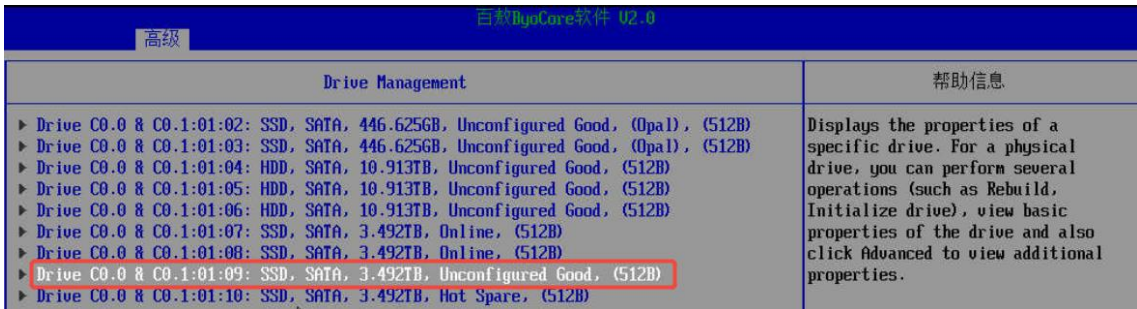 百敖ByoCore软件 V2.0
高级
Drive Management
▶ Drive C0.0 & C0.1:01:02: SSD, SATA, 446.625GB, Unconfigured Good, (Opal), (512B)
▶ Drive C0.0 & C0.1:01:03: SSD, SATA, 446.625GB, Unconfigured Good, (Opal), (512B)
▶ Drive C0.0 & C0.1:01:04: HDD, SATA, 10.913TB, Unconfigured Good, (512B)
▶ Drive C0.0 & C0.1:01:05: HDD, SATA, 10.913TB, Unconfigured Good, (512B)
▶ Drive C0.0 & C0.1:01:06: HDD, SATA, 10.913TB, Unconfigured Good, (512B)
▶ Drive C0.0 & C0.1:01:07: SSD, SATA, 3.492TB, Online, (512B)
▶ Drive C0.0 & C0.1:01:08: SSD, SATA, 3.492TB, Online, (512B)
▶ Drive C0.0 & C0.1:01:09: SSD, SATA, 3.492TB, Unconfigured Good, (512B)
▶ Drive C0.0 & C0.1:01:10: SSD, SATA, 3.492TB, Hot Spare, (512B)
帮助信息
Displays the properties of a
specific drive. For a physical
drive, you can perform several
operations (such as Rebuild,
Initialize drive), view basic
properties of the drive and also
click Advanced to view additional
properties.